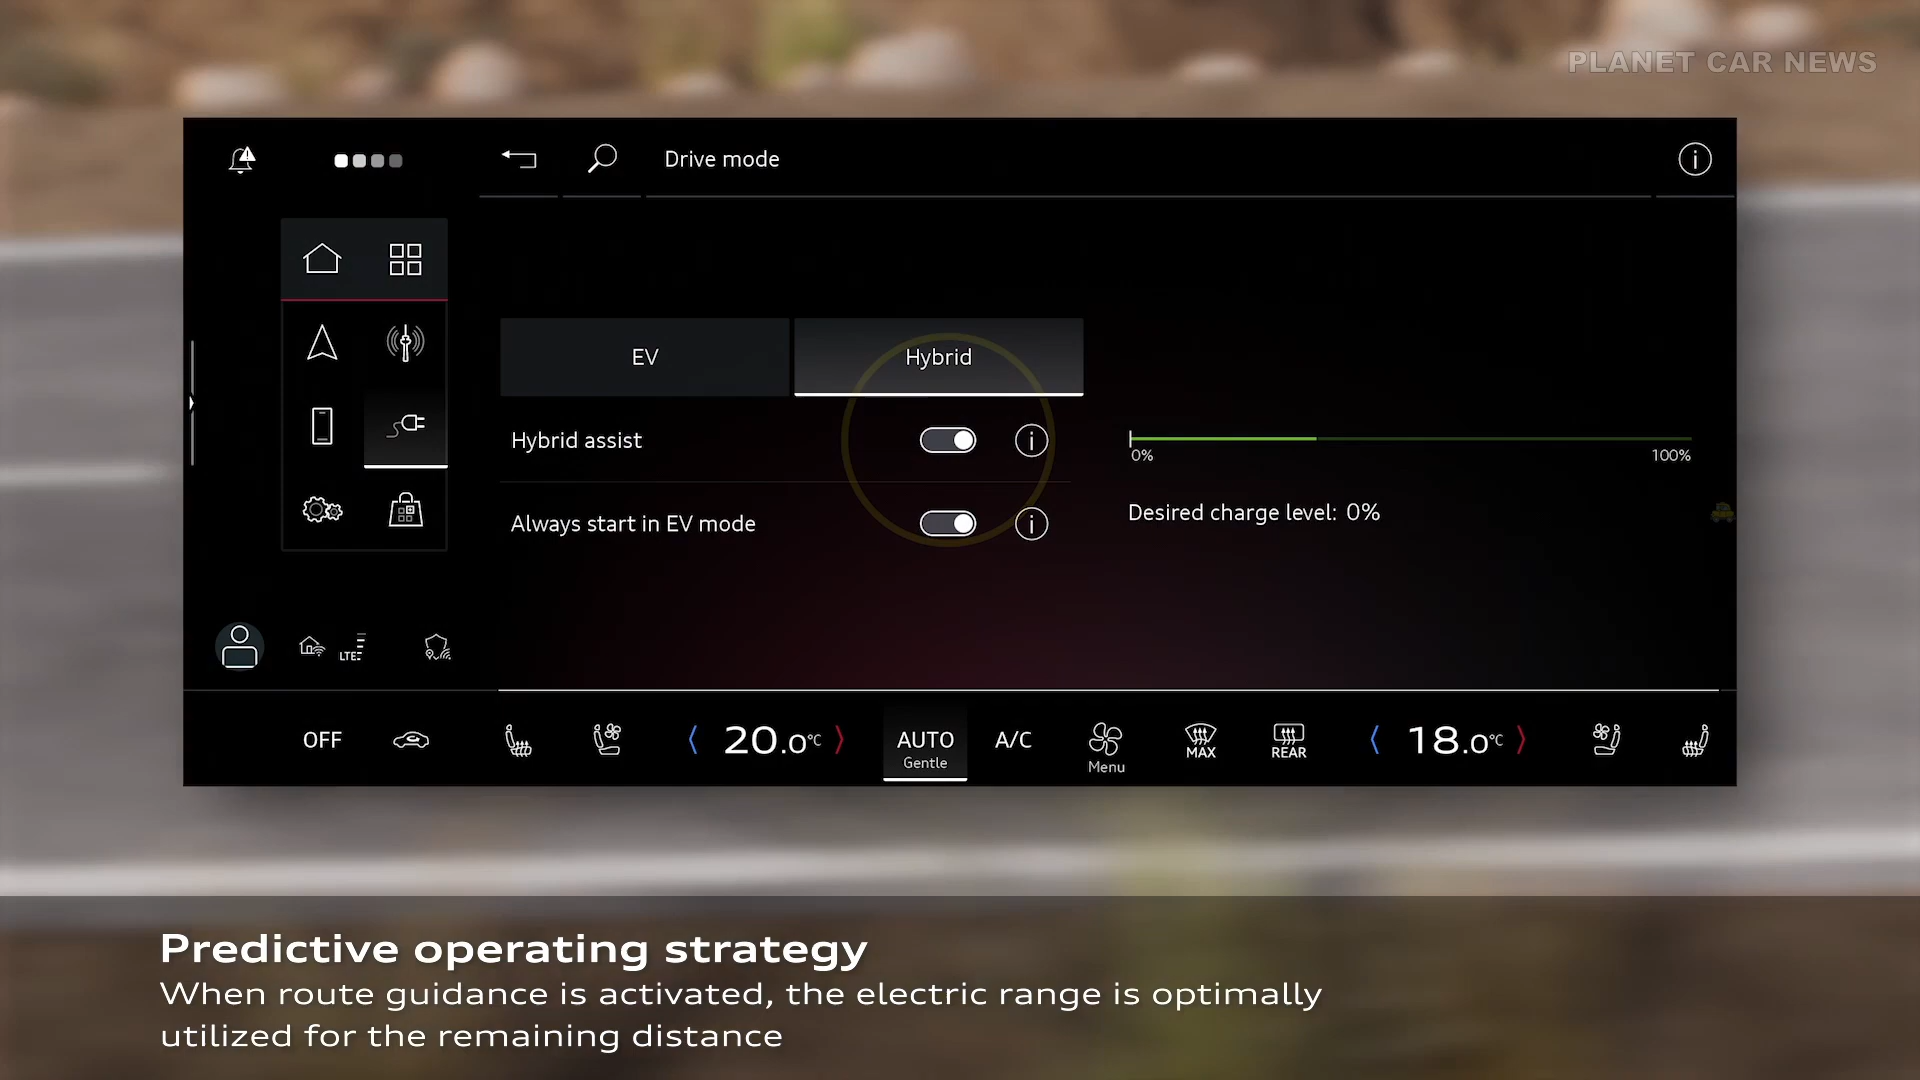 PLANET CAR NEWS
Drive mode
EV
Hybrid
Hybrid assist
0%
100%
Always start in EV mode
Desired charge level: 0%
LTE
OFF
20.0°C
AUTO
Gentle
A/C
Menu
MAX
REAR
18.0°C
Predictive operating strategy
When route guidance is activated, the electric range is optimally
utilized for the remaining distance